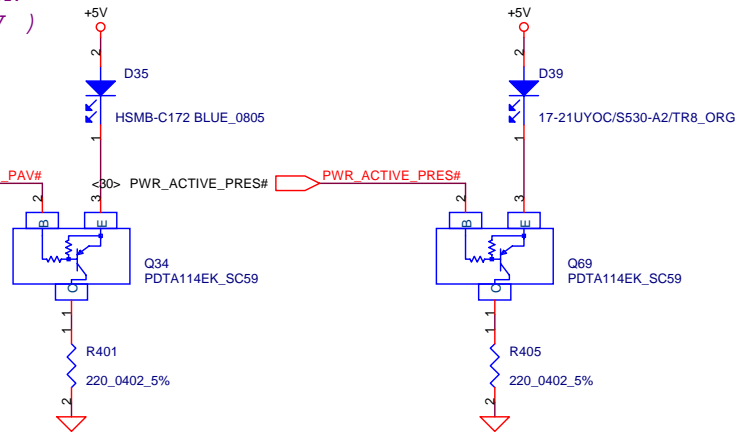 )
+5V
+5V
2
2
D35
D39
HSMB-C172 BLUE_0805
17-21UYOC/S530-A2/TR8_ORG
1
1
_PAV#
<30> PWR_ACTIVE_PRES#
PWR_ACTIVE_PRES#
2
3
2
3
B
E
B
E
Q34
PDTA114EK_SC59
Q69
PDTA114EK_SC59
C
C
1
1
1
1
R401
R405
220_0402_5%
220_0402_5%
2
2